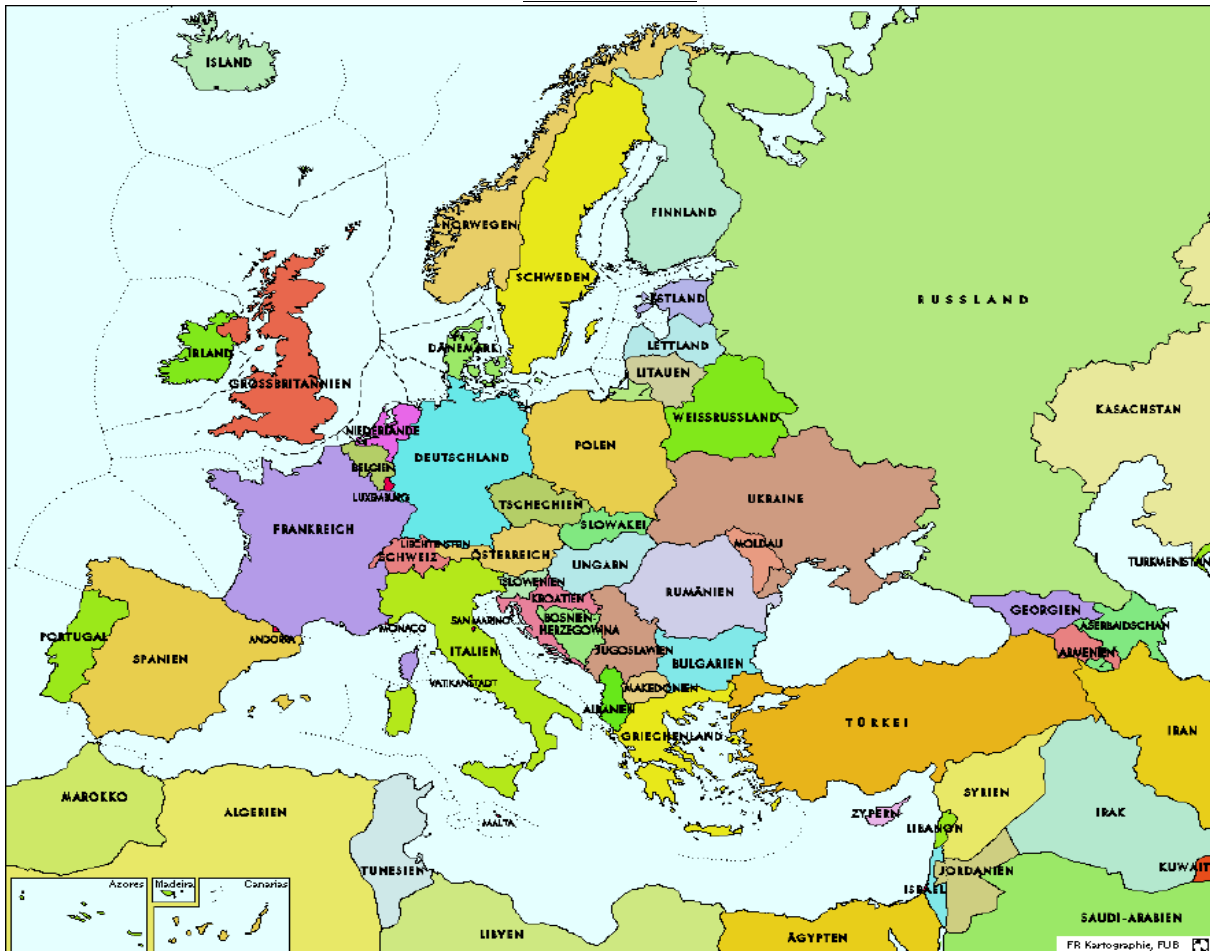 ISLAND
NORWEGEN
FINNLAND
SCHWEDEN
RUSSLAND
ESTLAND
LETTLAND
LITAUEN
IRLAND
DÄNEMARK
GROSSBRITANNIEN
WEISSRUSSLAND
KASACHSTAN
NIEDERLANDE
POLEN
DEUTSCHLAND
BELGIEN
LUXEMBURG
TSCHECHIEN
UKRAINE
FRANKREICH
SLOWAKEI
LIECHTENSTEIN
SCHWEIZ
ÖSTERREICH
MOLDAU
UNGARN
TURKMENISTAN
SLOWENIEN
KROATIEN
RUMÄNIEN
PORTUGAL
ANDORRA
MONACO
SAN MARINO
BOSNIEN
HERZEGOWINA
GEORGIEN
ASERBAIDSCHAN
SPANIEN
ITALIEN
JUGOSLAWIEN
BULGARIEN
ARMENIEN
VATIKANSTADT
MAKEDONIEN
ALBANIEN
GRIECHENLAND
TÜRKEI
IRAN
MAROKKO
ALGERIEN
MALTA
ZYPERN
SYRIEN
LIBANON
IRAK
TUNESIEN
JORDANIEN
KUWAIT
ISRAEL
Azores
Madeira
Canarias
LIBYEN
ÄGYPTEN
SAUDI-ARABIEN
FR Kartographie, FUB